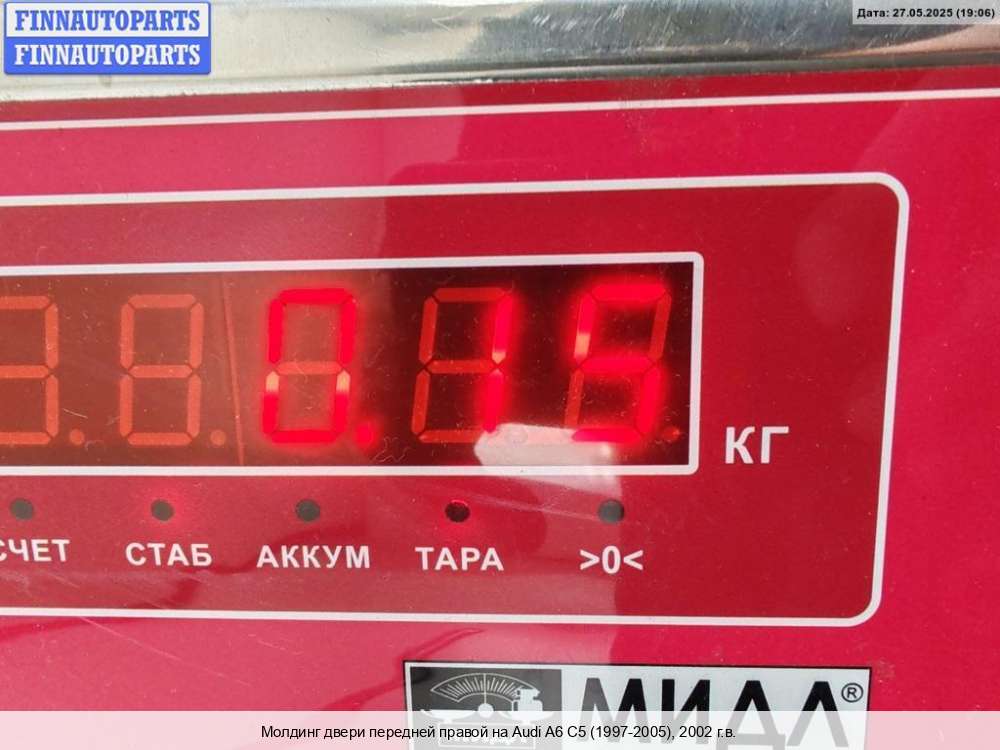 FINNAUTOPARTS
FINNAUTOPARTS
Дата: 27.05.2025 (19:06)
0.15
КГ
СЧЕТ СТАБ АККУМ ТАРА >0<
МИДЛ®
Молдинг двери передней правой на Audi A6 C5 (1997-2005), 2002 г.в.